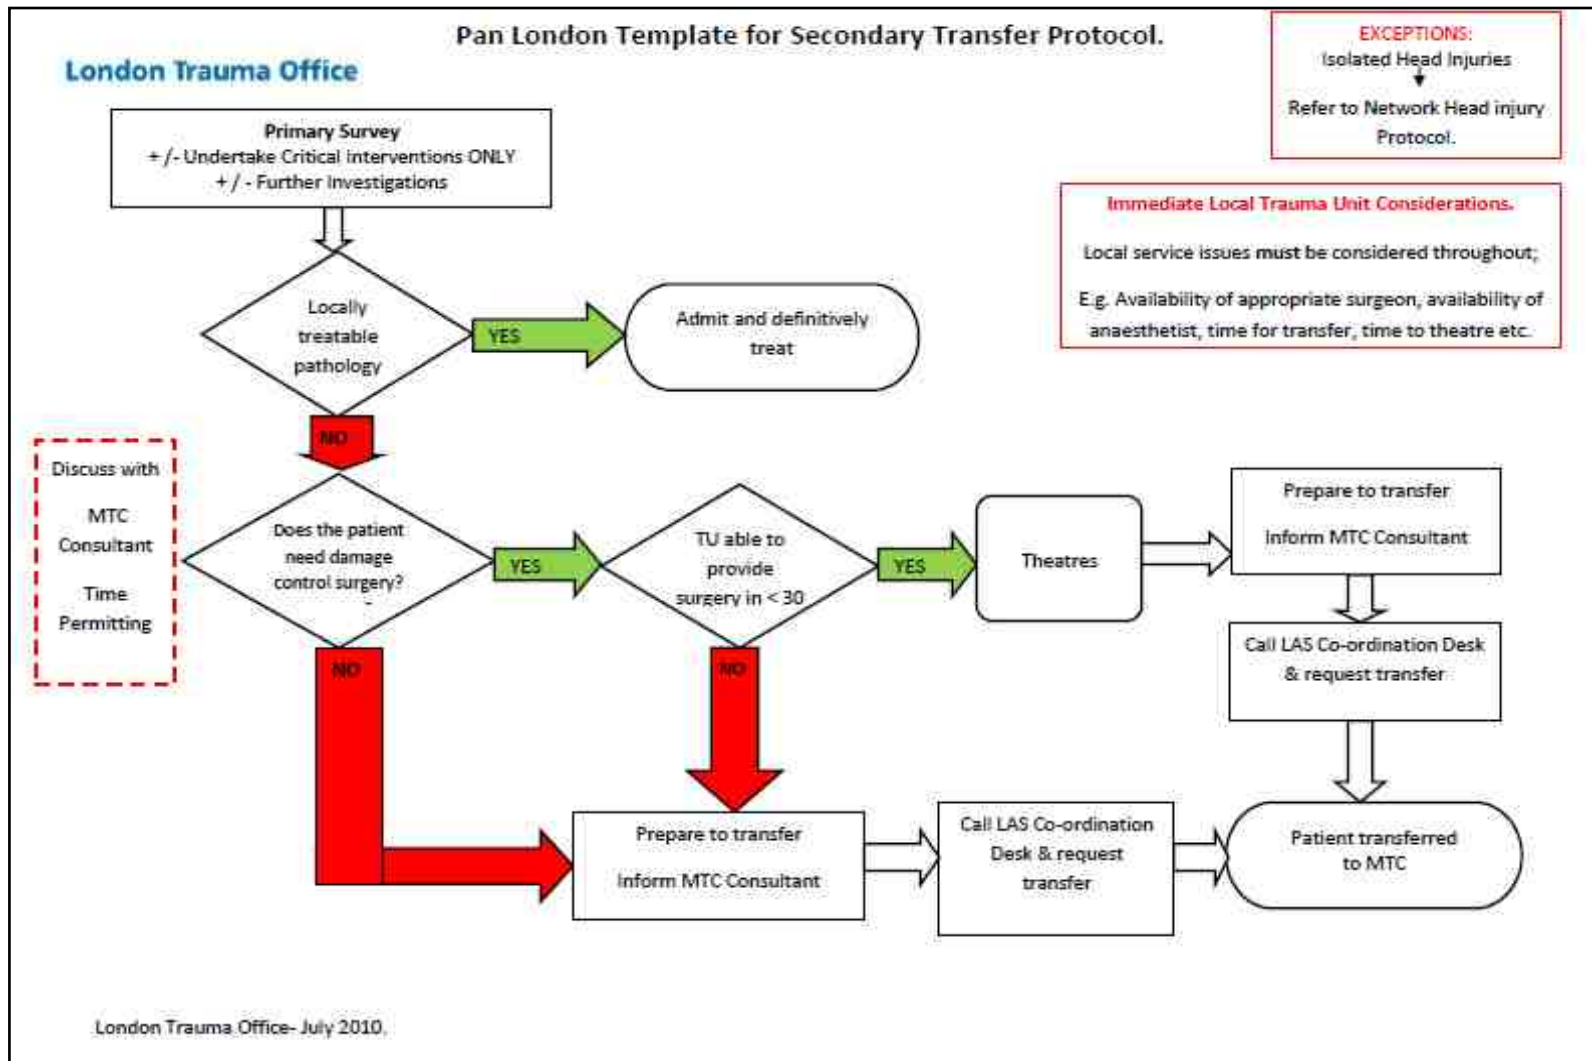 Pan London Template for Secondary Transfer Protocol.
London Trauma Office
EXCEPTIONS:
Isolated Head Injuries
Refer to Network Head injury
Protocol.
Primary Survey
+/- Undertake Critical interventions ONLY
+/ - Further Investigations
Immediate Local Trauma Unit Considerations.
Local service issues must be considered throughout;
E.g. Availability of appropriate surgeon, availability of
anaesthetist, time for transfer, time to theatre etc.
Locally
treatable
pathology
YES
Admit and definitively
treat
NO
Discuss with
MTC
Consultant
Time
Permitting
Does the patient
need damage
control surgery?
YES
TU able to
provide
surgery in < 30
YES
Theatres
Prepare to transfer
Inform MTC Consultant
Call LAS Co-ordination Desk
& request transfer
NO
NO
Prepare to transfer
Inform MTC Consultant
Call LAS Co-ordination
Desk & request
transfer
Patient transferred
to MTC
London Trauma Office- July 2010.